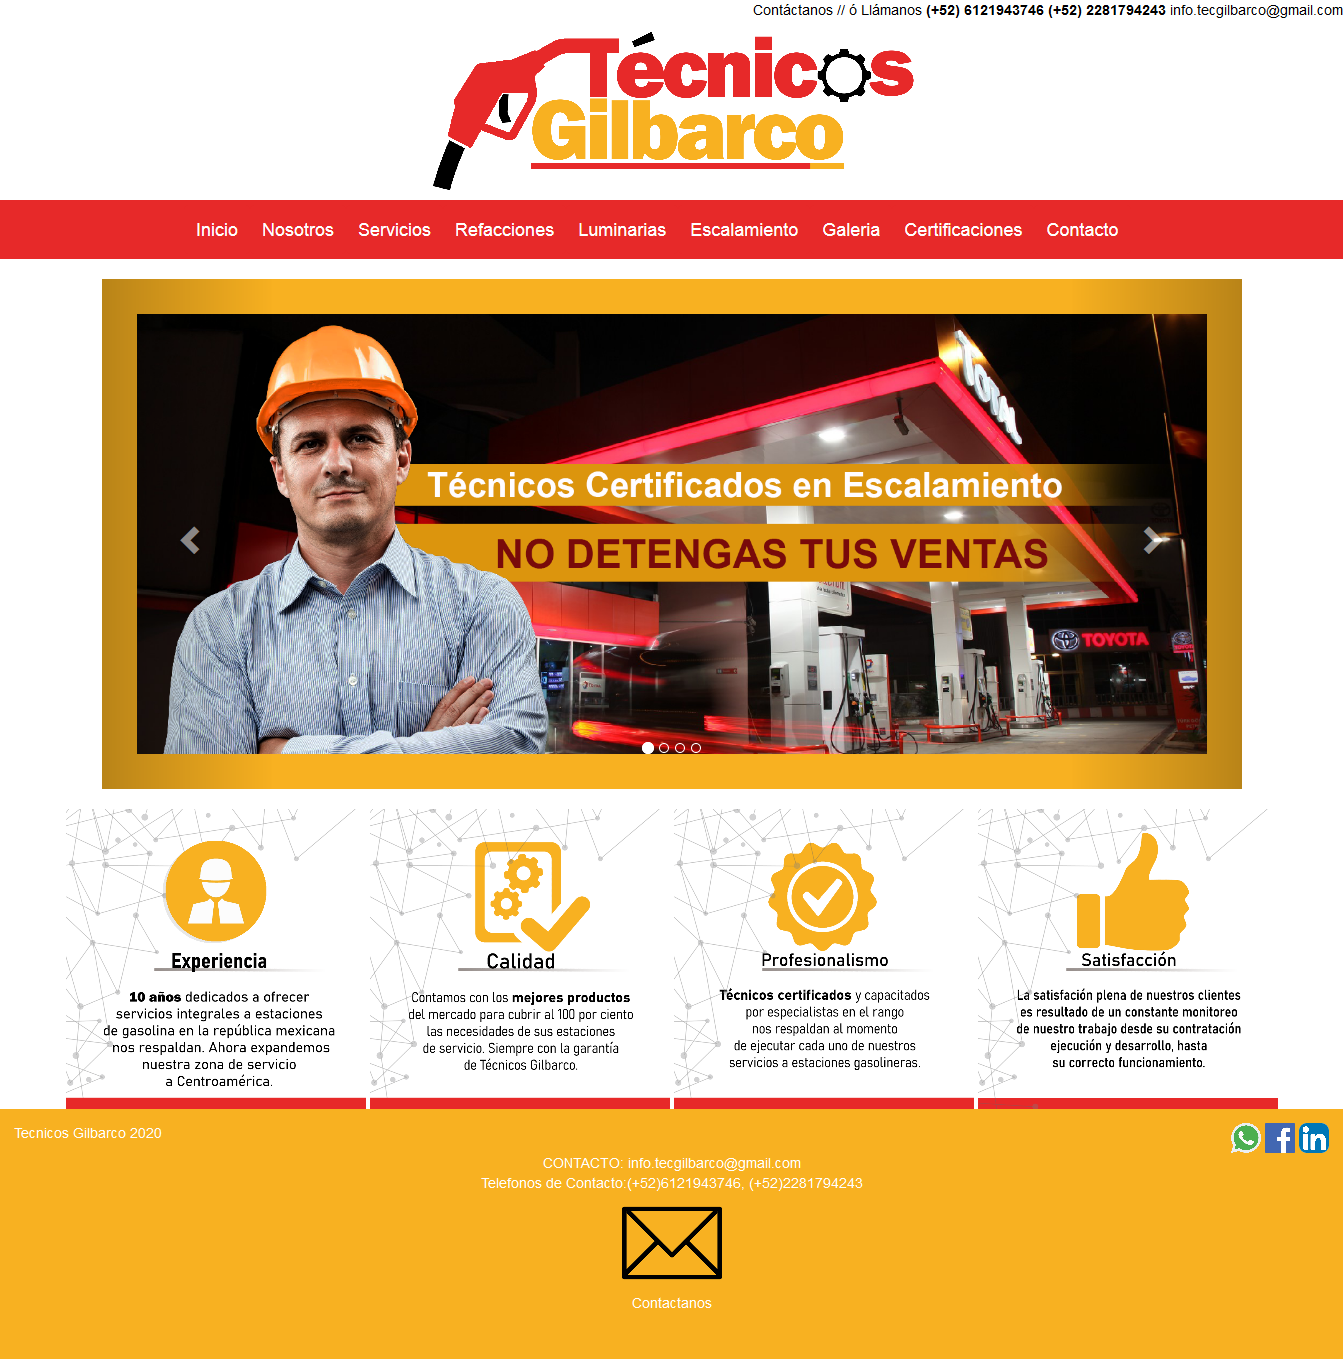 Contáctanos // ó Llámanos (+52) 6121943746 (+52) 2281794243 info.tecgilbarco@gmail.com
Técnicos
Gilbarco
Inicio Nosotros Servicios Refacciones Luminarias Escalamiento Galeria Certificaciones Contacto
TOTAL
Técnicos Certificados en Escalamiento
NO DETENGAS TUS VENTAS
TOYOTA
Experiencia
10 años dedicados a ofrecer
servicios integrales a estaciones
de gasolina en la república mexicana
nos respaldan. Ahora expandemos
nuestra zona de servicio
a Centroamérica.
Calidad
Contamos con los mejores productos
del mercado para cubrir al 100 por ciento
las necesidades de sus estaciones
de servicio. Siempre con la garantía
de Técnicos Gilbarco.
Profesionalismo
Técnicos certificados y capacitados
por especialistas en el rango
nos respaldan al momento
de ejecutar cada uno de nuestros
servicios a estaciones gasolineras.
Satisfacción
La satisfación plena de nuestros clientes
es resultado de un constante monitoreo
de nuestro trabajo desde su contratación
ejecución y desarrollo, hasta
su correcto funcionamiento.
Tecnicos Gilbarco 2020
CONTACTO: info.tecgilbarco@gmail.com
Telefonos de Contacto:(+52)6121943746, (+52)2281794243
Contactanos